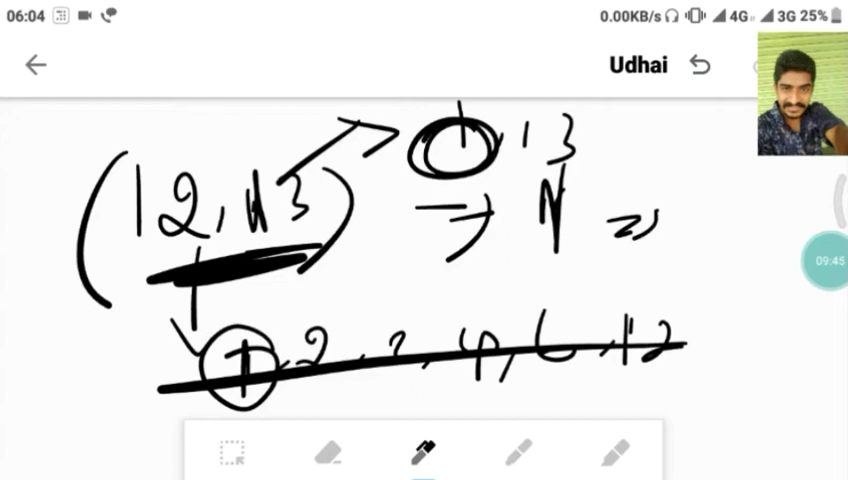 06:04 0.00KB/s 4G 3G 25%
Udhai
1, 13
(12, 13)
09:45
1, 2, 3, 4, 6, 12